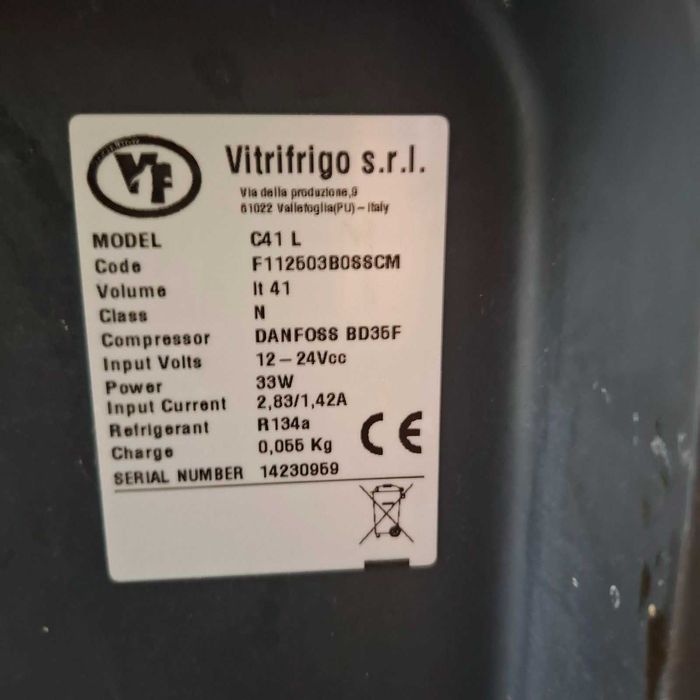 VF
Vitrifrigo s.r.l.
Via della produzione,9
61022 Vallefoglia(PU)–Italy
MODEL C41 L
Code F112503B0SSCM
Volume lt 41
Class N
Compressor DANFOSS BD35F
Input Volts 12–24Vcc
Power 33W
Input Current 2,83/1,42A
Refrigerant R134a
Charge 0,055 Kg
SERIAL NUMBER 14230959
CE